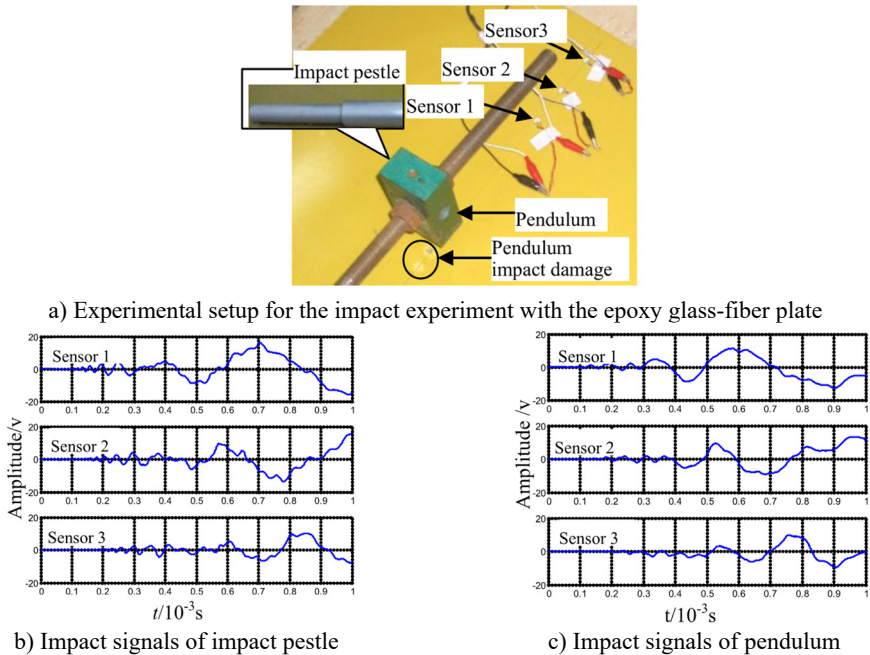 Sensor3
Impact pestle
Sensor 2
Sensor 1
Pendulum
Pendulum
impact damage
a) Experimental setup for the impact experiment with the epoxy glass-fiber plate
Amplitude/v
20
Sensor 1
0
-20
0 0.1 0.2 0.3 0.4 0.5 0.6 0.7 0.8 0.9 1
20
Sensor 2
0
-20
0 0.1 0.2 0.3 0.4 0.5 0.6 0.7 0.8 0.9 1
20
Sensor 3
0
-20
0 0.1 0.2 0.3 0.4 0.5 0.6 0.7 0.8 0.9 1
t/10⁻³s
b) Impact signals of impact pestle
Amplitude /v
20
Sensor 1
0
-20
0 0.1 0.2 0.3 0.4 0.5 0.6 0.7 0.8 0.9 1
20
Sensor 2
0
-20
0 0.1 0.2 0.3 0.4 0.5 0.6 0.7 0.8 0.9 1
20
Sensor 3
0
-20
0 0.1 0.2 0.3 0.4 0.5 0.6 0.7 0.8 0.9 1
t/10⁻³s
c) Impact signals of pendulum